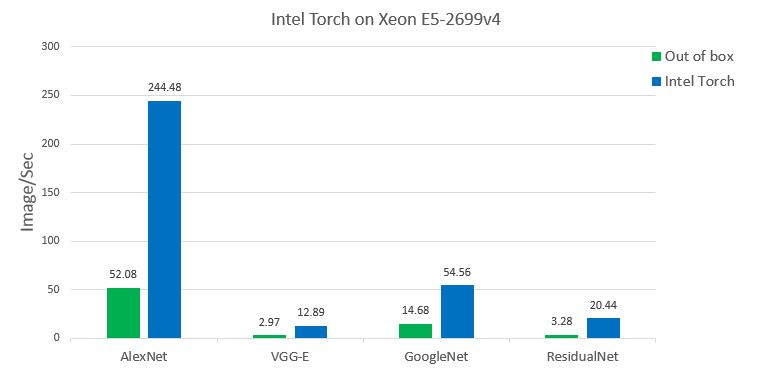 Intel Torch on Xeon E5-2699v4
Out of box
Intel Torch
Image/Sec
300
250
200
150
100
50
0
52.08
244.48
2.97
12.89
14.68
54.56
3.28
20.44
AlexNet
VGG-E
GoogleNet
ResidualNet